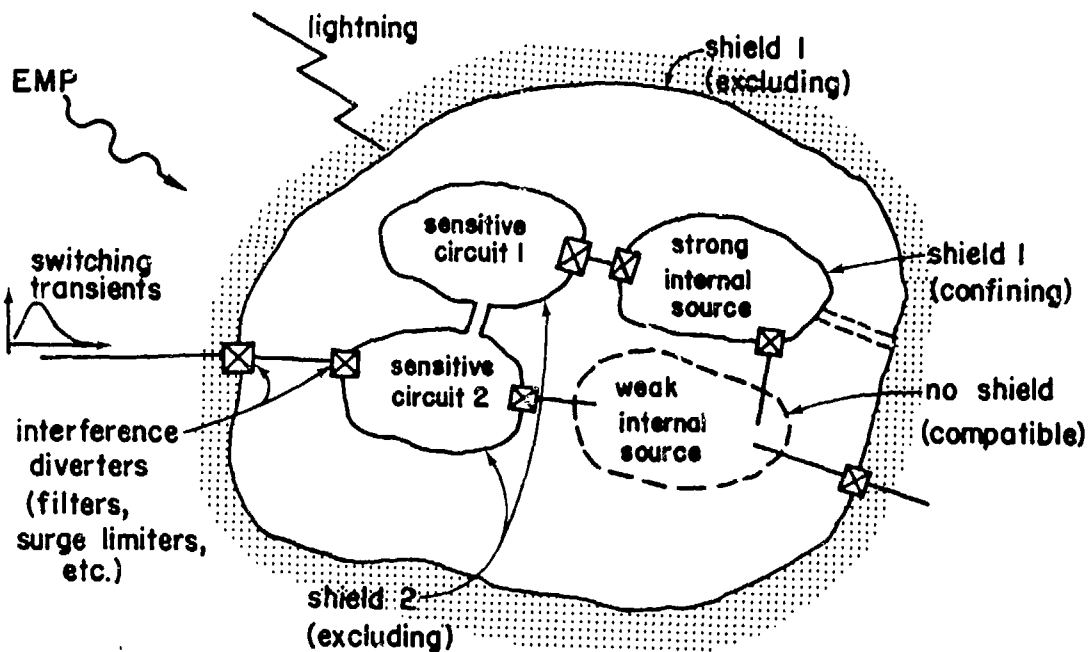 lightning
EMP
shield 1
(excluding)
sensitive
circuit 1
strong
internal
source
shield 1
(confining)
switching
transients
sensitive
circuit 2
weak
internal
source
no shield
(compatible)
interference
diverters
(filters,
surge limiters,
etc.)
shield 2
(excluding)